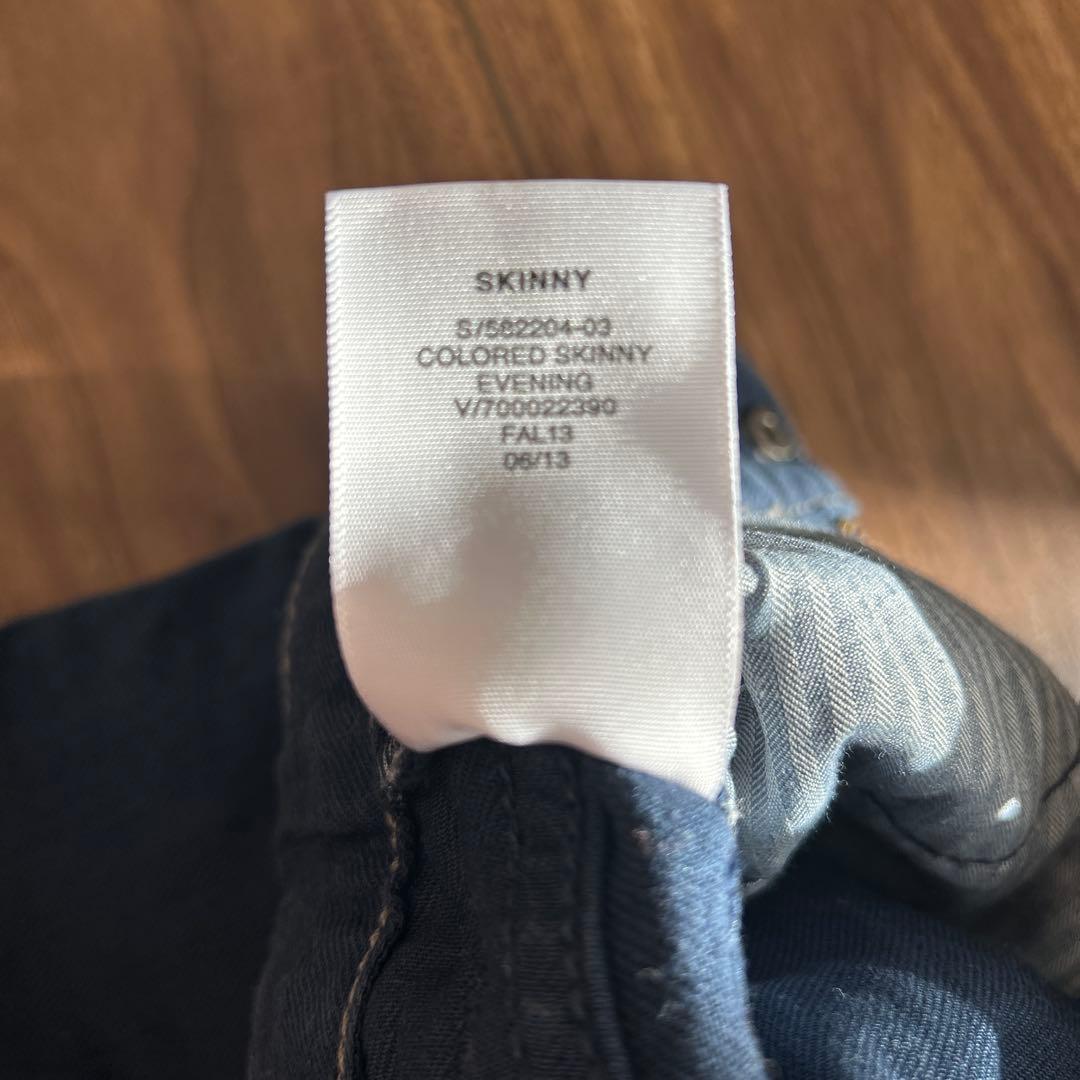 SKINNY
S/582204-03
COLORED SKINNY
EVENING
V/700022390
FAL13
06/13